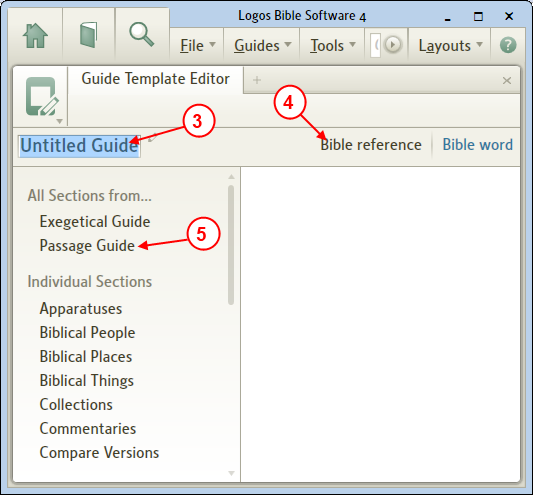 Logos Bible Software 4
File Guides Tools Layouts ?
Guide Template Editor
3
4
Untitled Guide
Bible reference Bible word
All Sections from...
Exegetical Guide
Passage Guide
5
Individual Sections
Apparatuses
Biblical People
Biblical Places
Biblical Things
Collections
Commentaries
Compare Versions